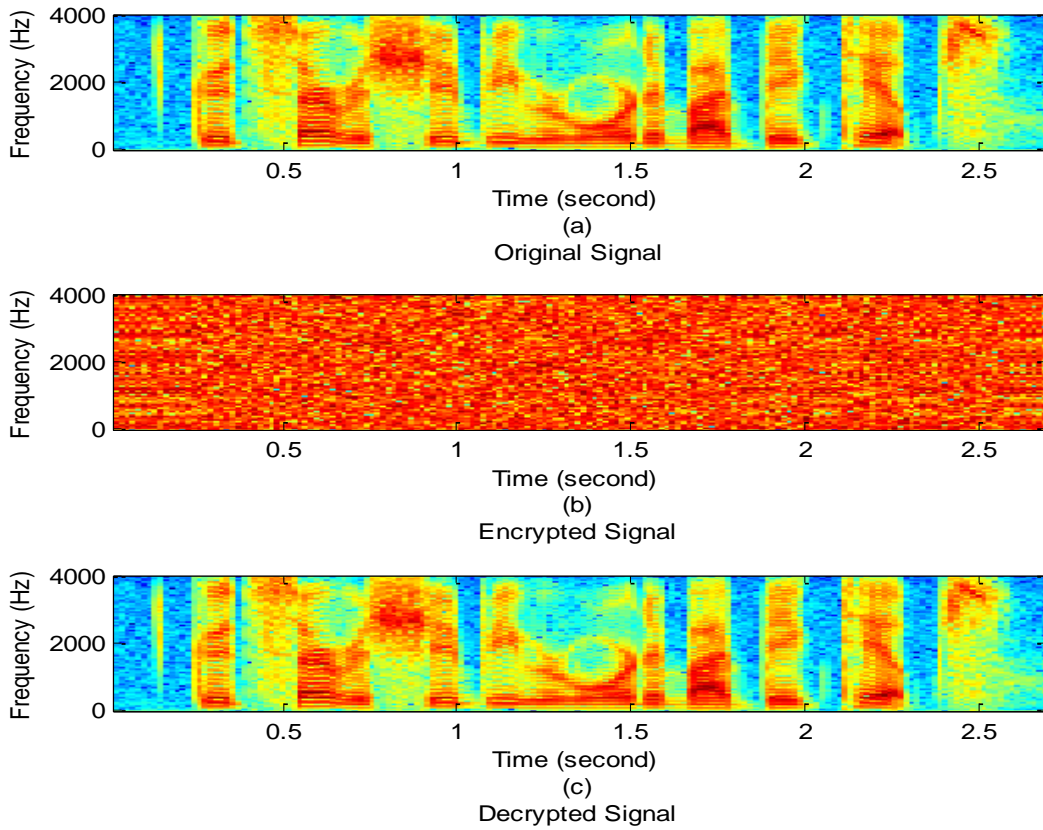 Frequency (Hz)
4000
2000
0
0.5 1 1.5 2 2.5
Time (second)
(a)
Original Signal
Frequency (Hz)
4000
2000
0
0.5 1 1.5 2 2.5
Time (second)
(b)
Encrypted Signal
Frequency (Hz)
4000
2000
0
0.5 1 1.5 2 2.5
Time (second)
(c)
Decrypted Signal